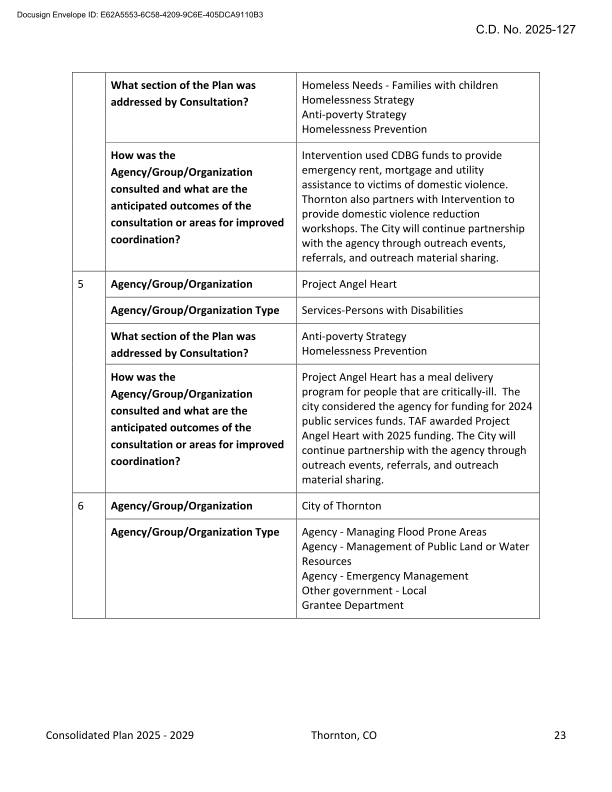 Docusign Envelope ID: E62A5553-6C58-4209-9C6E-405DCA9110B3
C.D. No. 2025-127
What section of the Plan was
addressed by Consultation?
Homeless Needs - Families with children
Homelessness Strategy
Anti-poverty Strategy
Homelessness Prevention
How was the
Agency/Group/Organization
consulted and what are the
anticipated outcomes of the
consultation or areas for improved
coordination?
Intervention used CDBG funds to provide
emergency rent, mortgage and utility
assistance to victims of domestic violence.
Thornton also partners with Intervention to
provide domestic violence reduction
workshops. The City will continue partnership
with the agency through outreach events,
referrals, and outreach material sharing.
5
Agency/Group/Organization
Project Angel Heart
Agency/Group/Organization Type
Services-Persons with Disabilities
What section of the Plan was
addressed by Consultation?
Anti-poverty Strategy
Homelessness Prevention
How was the
Agency/Group/Organization
consulted and what are the
anticipated outcomes of the
consultation or areas for improved
coordination?
Project Angel Heart has a meal delivery
program for people that are critically-ill.  The
city considered the agency for funding for 2024
public services funds. TAF awarded Project
Angel Heart with 2025 funding. The City will
continue partnership with the agency through
outreach events, referrals, and outreach
material sharing.
6
Agency/Group/Organization
City of Thornton
Agency/Group/Organization Type
Agency - Managing Flood Prone Areas
Agency - Management of Public Land or Water
Resources
Agency - Emergency Management
Other government - Local
Grantee Department
Consolidated Plan 2025 - 2029
Thornton, CO
23